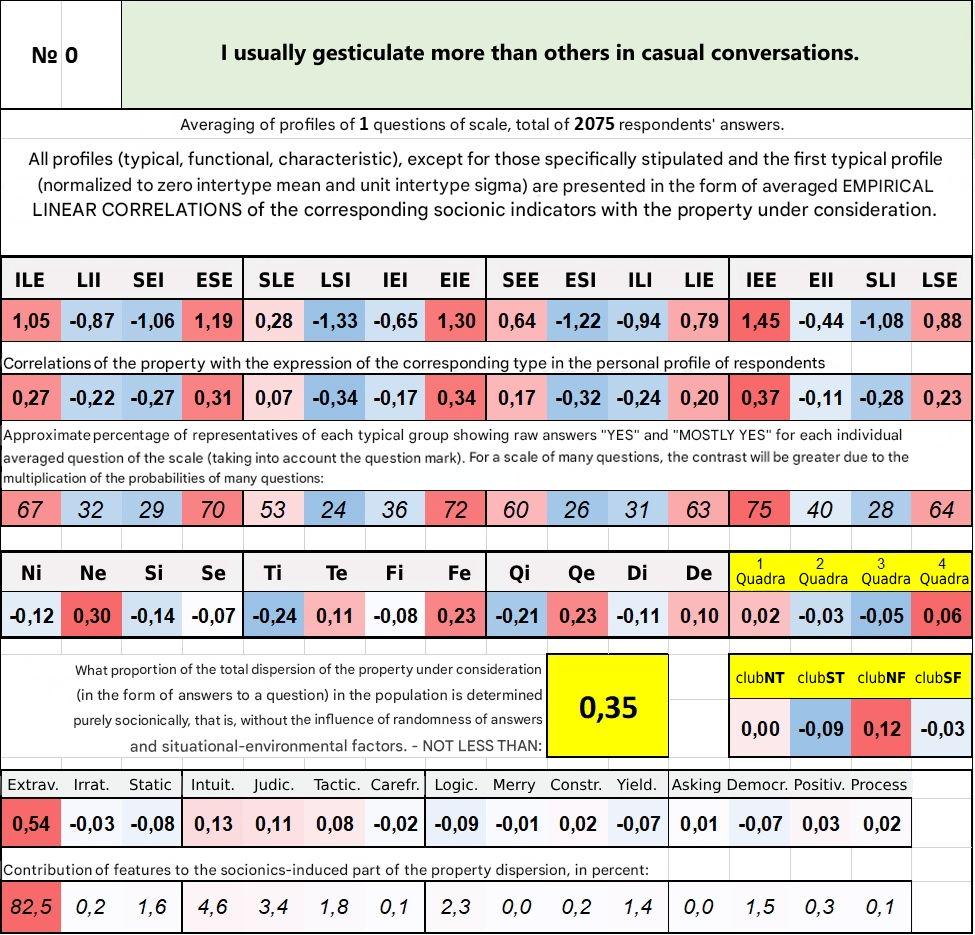 № 0
I usually gesticulate more than others in casual conversations.
Averaging of profiles of 1 questions of scale, total of 2075 respondents' answers.
All profiles (typical, functional, characteristic), except for those specifically stipulated and the first typical profile
(normalized to zero intertype mean and unit intertype sigma) are presented in the form of averaged EMPIRICAL
LINEAR CORRELATIONS of the corresponding socionic indicators with the property under consideration.
ILE LII SEI ESE SLE LSI IEI EIE SEE ESI ILI LIE IEE EII SLI LSE
1,05 -0,87 -1,06 1,19 0,28 -1,33 -0,65 1,30 0,64 -1,22 -0,94 0,79 1,45 -0,44 -1,08 0,88
Correlations of the property with the expression of the corresponding type in the personal profile of respondents
0,27 -0,22 -0,27 0,31 0,07 -0,34 -0,17 0,34 0,17 -0,32 -0,24 0,20 0,37 -0,11 -0,28 0,23
Approximate percentage of representatives of each typical group showing raw answers "YES" and "MOSTLY YES" for each individual
averaged question of the scale (taking into account the question mark). For a scale of many questions, the contrast will be greater due to the
multiplication of the probabilities of many questions:
67 32 29 70 53 24 36 72 60 26 31 63 75 40 28 64
Ni Ne Si Se Ti Te Fi Fe Qi Qe Di De 1 Quadra 2 Quadra 3 Quadra 4 Quadra
-0,12 0,30 -0,14 -0,07 -0,24 0,11 -0,08 0,23 -0,21 0,23 -0,11 0,10 0,02 -0,03 -0,05 0,06
What proportion of the total dispersion of the property under consideration
(in the form of answers to a question) in the population is determined
purely socionically, that is, without the influence of randomness of answers
and situational-environmental factors. - NOT LESS THAN:
0,35
clubNT clubST clubNF clubSF
0,00 -0,09 0,12 -0,03
Extrav. Irrat. Static Intuit. Judic. Tactic. Carefr. Logic. Merry Constr. Yield. Asking Democr. Positiv. Process
0,54 -0,03 -0,08 0,13 0,11 0,08 -0,02 -0,09 -0,01 0,02 -0,07 0,01 -0,07 0,03 0,02
Contribution of features to the socionics-induced part of the property dispersion, in percent:
82,5 0,2 1,6 4,6 3,4 1,8 0,1 2,3 0,0 0,2 1,4 0,0 1,5 0,3 0,1